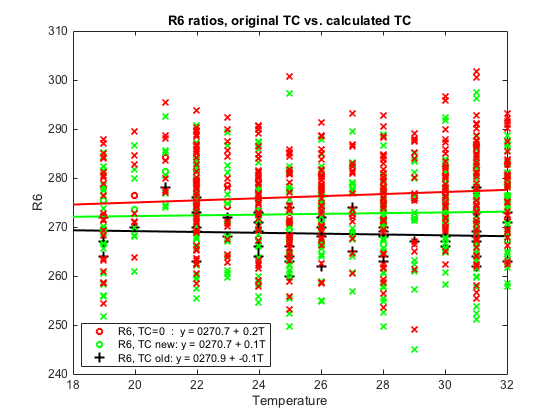 R6 ratios, original TC vs. calculated TC
310
300
290
280
270
260
250
240
R6
R6, TC=0 : y = 0270.7 + 0.2T
R6, TC new: y = 0270.7 + 0.1T
R6, TC old: y = 0270.9 + -0.1T
18 20 22 24 26 28 30 32
Temperature